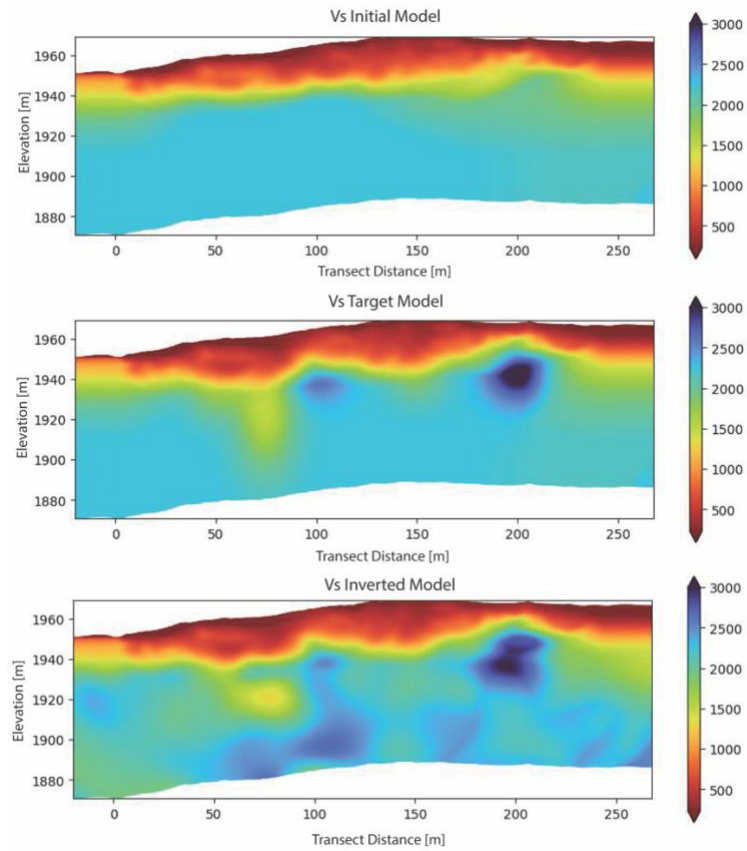 Vs Initial Model
Elevation [m]
1960
1940
1920
1900
1880
0 50 100 150 200 250
Transect Distance [m]
3000
2500
2000
1500
1000
500
Vs Target Model
Elevation [m]
1960
1940
1920
1900
1880
0 50 100 150 200 250
Transect Distance [m]
3000
2500
2000
1500
1000
500
Vs Inverted Model
Elevation [m]
1960
1940
1920
1900
1880
0 50 100 150 200 250
Transect Distance [m]
3000
2500
2000
1500
1000
500